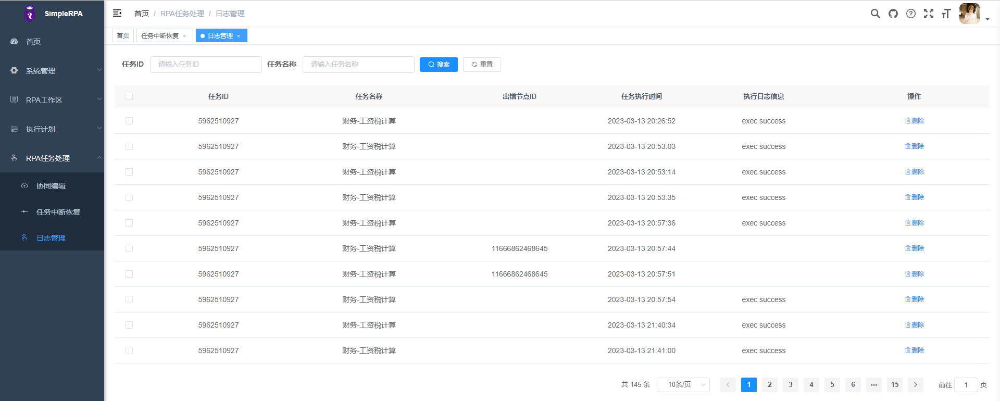 SimpleRPA
首页
系统管理
RPA工作区
执行计划
RPA任务处理
协同编辑
任务中断恢复
日志管理
首页 / RPA任务处理 / 日志管理
首页 任务中断恢复 × 日志管理 ×
任务ID 请输入任务ID 任务名称 请输入任务名称 搜索 重置
任务ID 任务名称 出错节点ID 任务执行时间 执行日志信息 操作
5962510927 财务-工资税计算 2023-03-13 20:26:52 exec success 删除
5962510927 财务-工资税计算 2023-03-13 20:53:03 exec success 删除
5962510927 财务-工资税计算 2023-03-13 20:53:14 exec success 删除
5962510927 财务-工资税计算 2023-03-13 20:53:35 exec success 删除
5962510927 财务-工资税计算 2023-03-13 20:57:36 exec success 删除
5962510927 财务-工资税计算 11666862468645 2023-03-13 20:57:44 删除
5962510927 财务-工资税计算 11666862468645 2023-03-13 20:57:51 删除
5962510927 财务-工资税计算 2023-03-13 20:57:54 exec success 删除
5962510927 财务-工资税计算 2023-03-13 21:40:34 exec success 删除
5962510927 财务-工资税计算 2023-03-13 21:41:00 exec success 删除
共 145 条 10条/页 < 1 2 3 4 5 6 ••• 15 > 前往 1 页